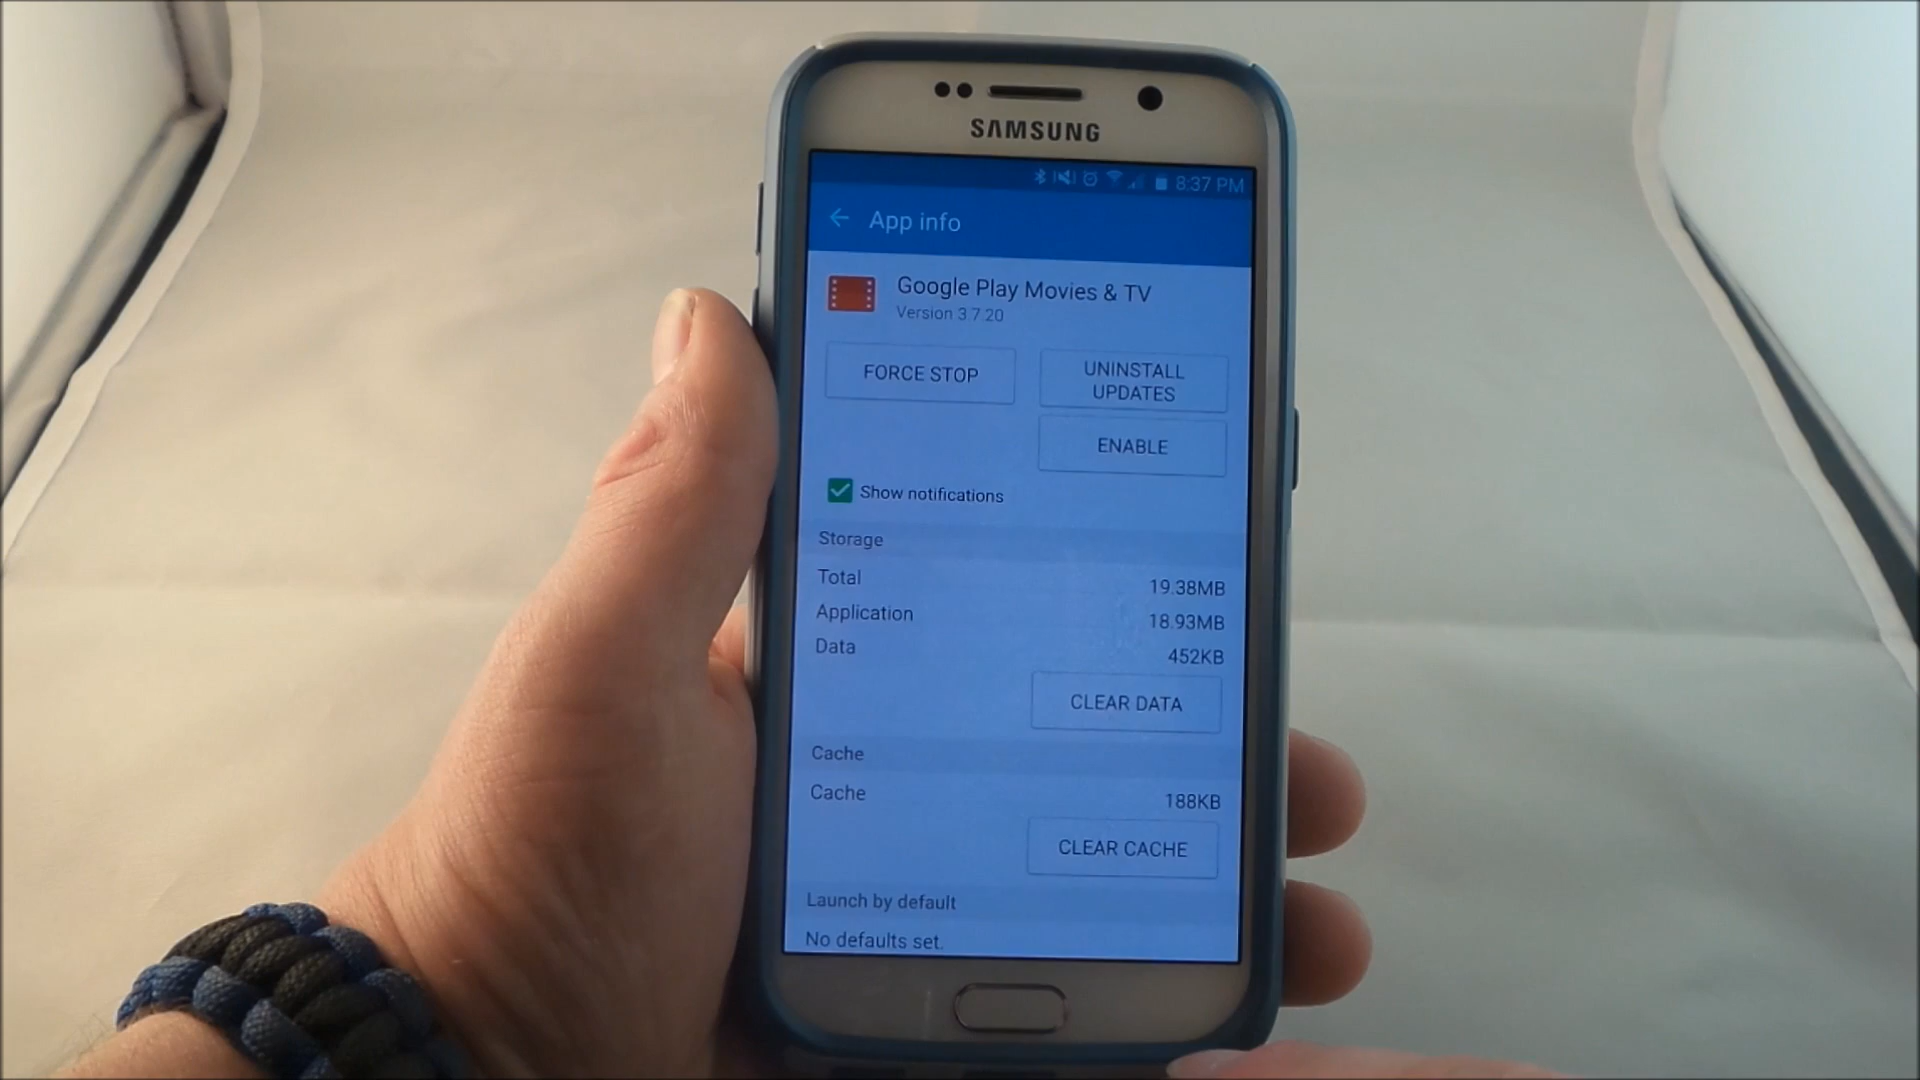 SAMSUNG
8:37 PM
App info
Google Play Movies & TV
Version 3.7.20
FORCE STOP
UNINSTALL
UPDATES
ENABLE
Show notifications
Storage
Total 19.38MB
Application 18.93MB
Data 452KB
CLEAR DATA
Cache
Cache 188KB
CLEAR CACHE
Launch by default
No defaults set.